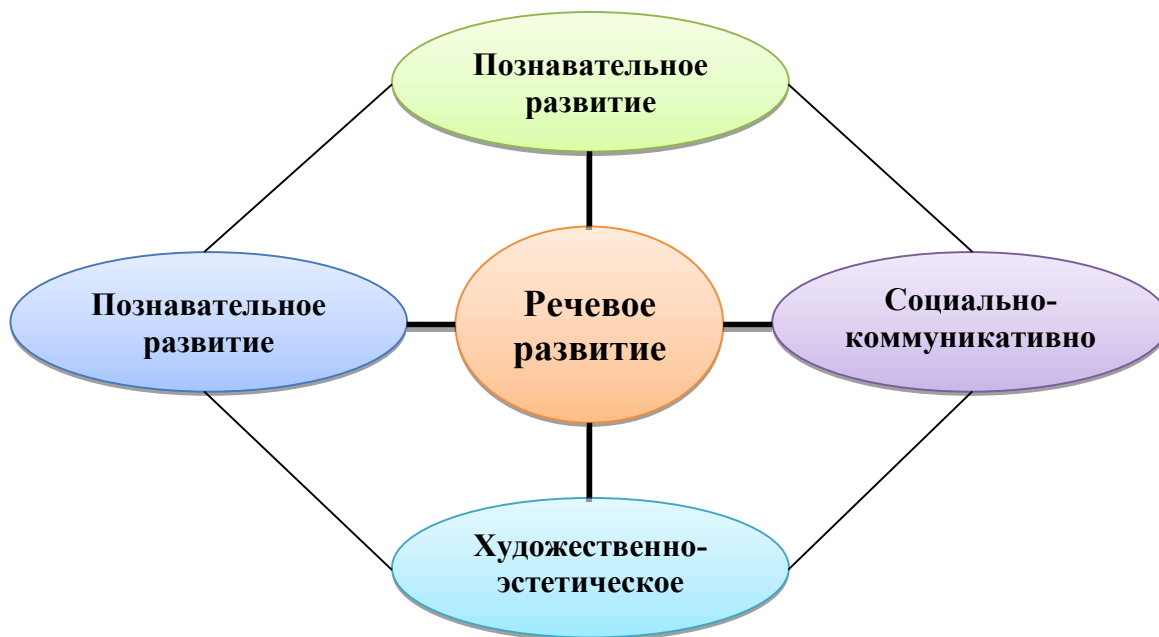 Познавательное
развитие
Познавательное
развитие
Речевое
развитие
Социально-
коммуникативно
Художественно-
эстетическое